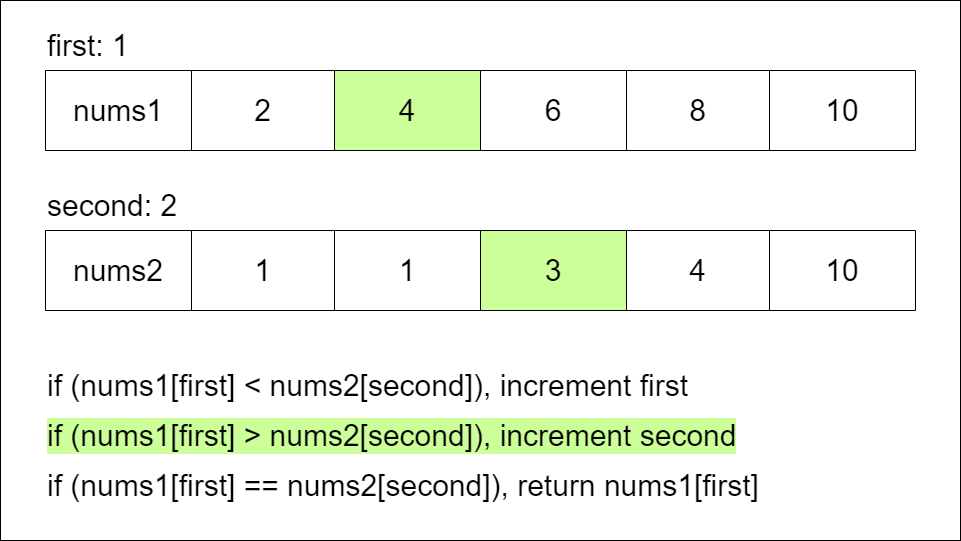 first: 1
nums1 2 4 6 8 10
second: 2
nums2 1 1 3 4 10
if (nums1[first] < nums2[second]), increment first
if (nums1[first] > nums2[second]), increment second
if (nums1[first] == nums2[second]), return nums1[first]